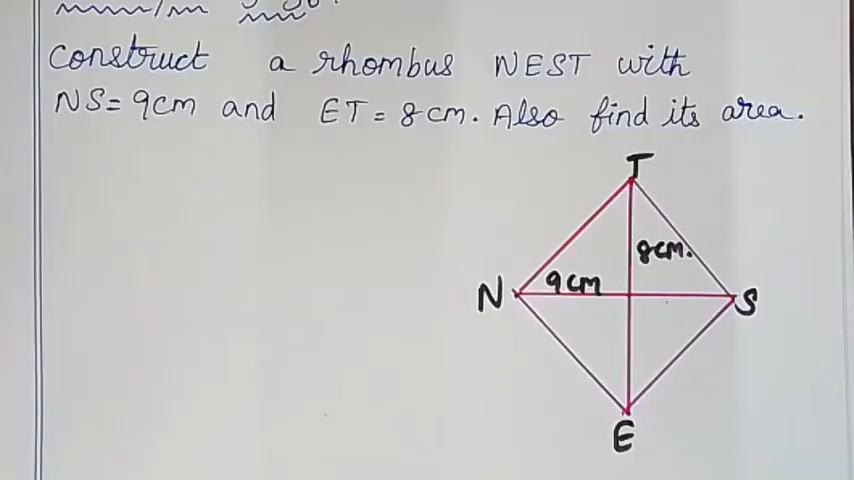 Construct a rhombus NEST with
NS = 9cm and ET = 8cm. Also find its area.
T
8cm.
9cm
N
S
E